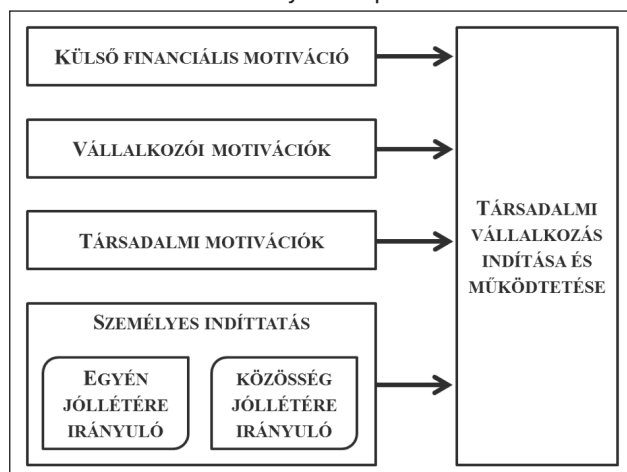 KÜLSŐ FINANCIÁLIS MOTIVÁCIÓ
VÁLLALKOZÓI MOTIVÁCIÓK
TÁRSADALMI MOTIVÁCIÓK
SZEMÉLYES INDÍTTATÁS
EGYÉN
JÓLLÉTÉRE
IRÁNYULÓ
KÖZÖSSÉG
JÓLLÉTÉRE
IRÁNYULÓ
TÁRSADALMI
VÁLLALKOZÁS
INDÍTÁSA ÉS
MŰKÖDTETÉSE